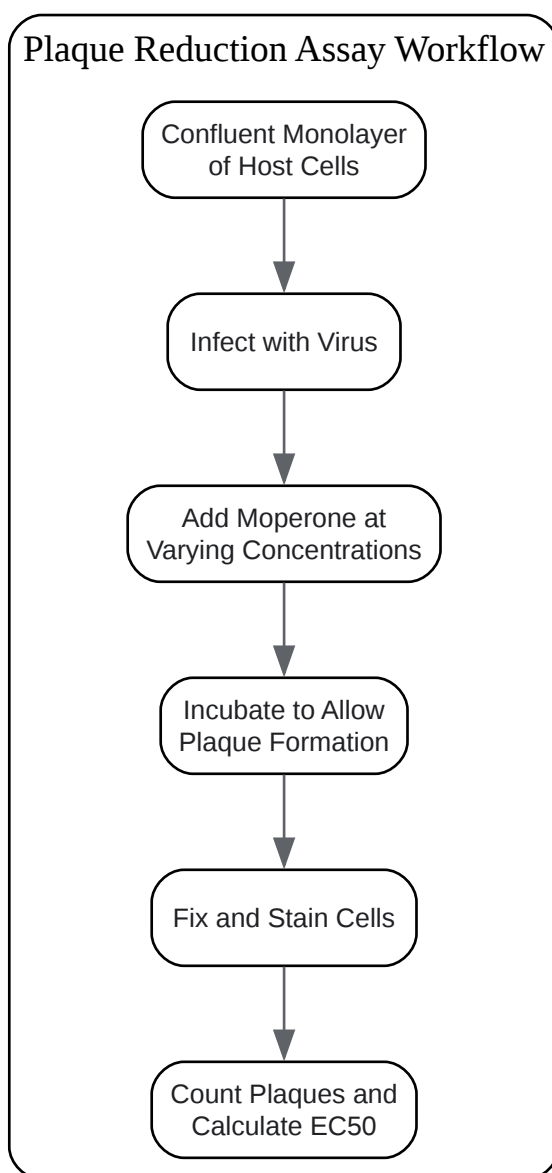 Plaque Reduction Assay Workflow
Confluent Monolayer
of Host Cells
Infect with Virus
Add Moperone at
Varying Concentrations
Incubate to Allow
Plaque Formation
Fix and Stain Cells
Count Plaques and
Calculate EC50